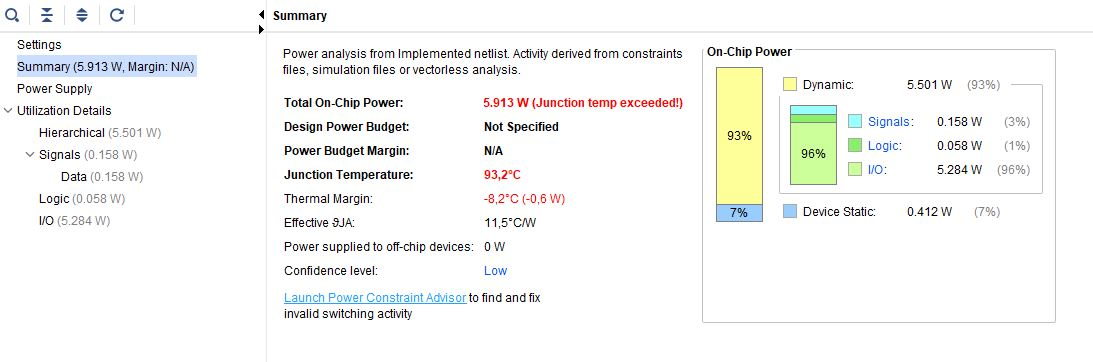 Summary
Settings
Summary (5.913 W, Margin: N/A)
Power Supply
Utilization Details
Hierarchical (5.501 W)
Signals (0.158 W)
Data (0.158 W)
Logic (0.058 W)
I/O (5.284 W)
Power analysis from Implemented netlist. Activity derived from constraints
files, simulation files or vectorless analysis.
Total On-Chip Power: 5.913 W (Junction temp exceeded!)
Design Power Budget: Not Specified
Power Budget Margin: N/A
Junction Temperature: 93,2°C
Thermal Margin: -8,2°C (-0,6 W)
Effective ϑJA: 11,5°C/W
Power supplied to off-chip devices: 0 W
Confidence level: Low
Launch Power Constraint Advisor to find and fix
invalid switching activity
On-Chip Power
93%
7%
Dynamic: 5.501 W (93%)
96%
Signals: 0.158 W (3%)
Logic: 0.058 W (1%)
I/O: 5.284 W (96%)
Device Static: 0.412 W (7%)